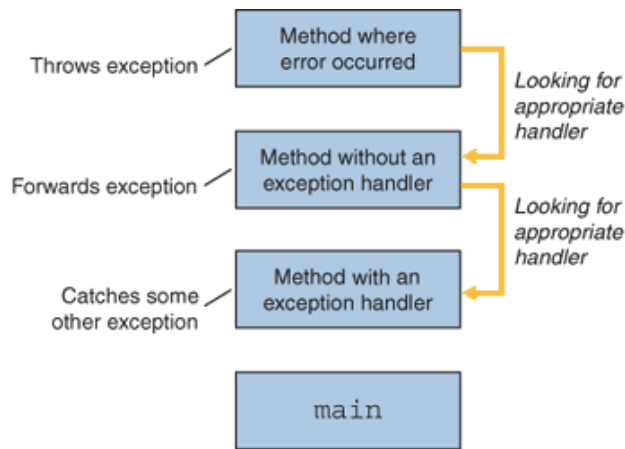 Method where
error occurred
Throws exception
Looking for
appropriate
handler
Method without an
exception handler
Forwards exception
Looking for
appropriate
handler
Method with an
exception handler
Catches some
other exception
main